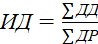 ИД = ∑ДД / ∑ДР